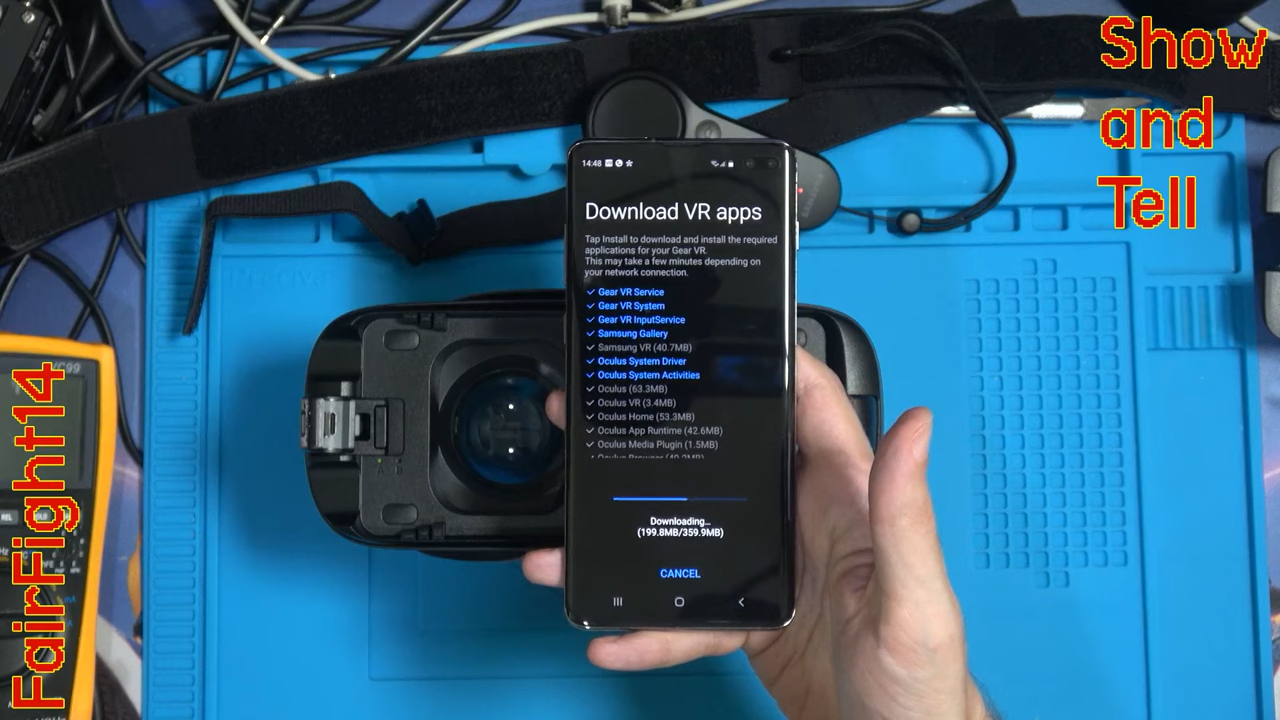 Show
and
Tell
FairFight14
14:48
Download VR apps
Tap Install to download and install the required
applications for your Gear VR.
This may take a few minutes depending on
your network connection.
Gear VR Service
Gear VR System
Gear VR InputService
Samsung Gallery
Samsung VR (40.7MB)
Oculus System Driver
Oculus System Activities
Oculus (63.3MB)
Oculus VR (3.4MB)
Oculus Home (53.3MB)
Oculus App Runtime (42.6MB)
Oculus Media Plugin (1.5MB)
Oculus Browser
Downloading...
(199.8MB/359.9MB)
CANCEL
REL